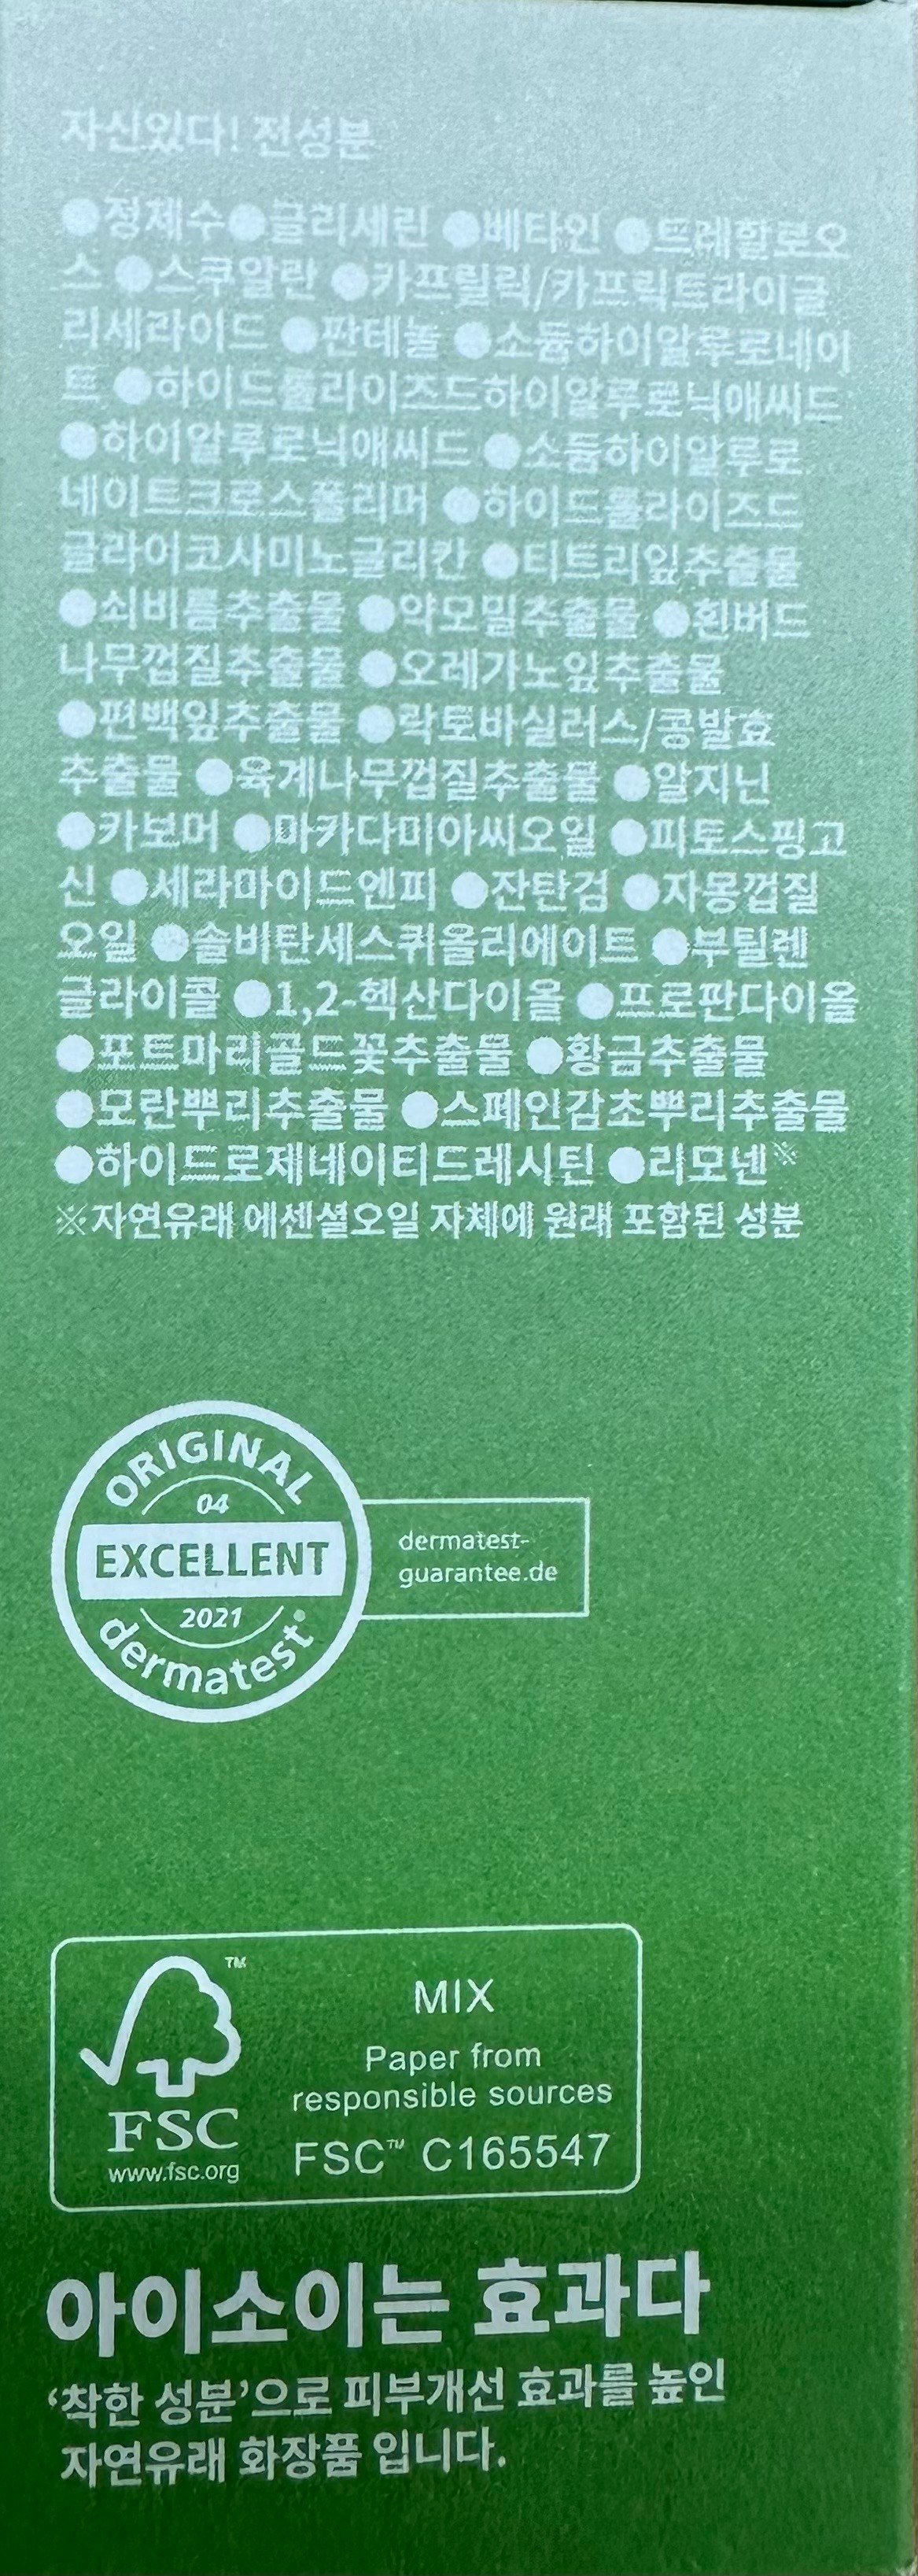 자신있다! 전성분
●정제수●글리세린 ●베타인 ●트레할로오
스 ●스쿠알란 ●카프릴릭/카프릭트라이글
리세라이드 ●판테놀 ●소듐하이알루로네이
트 ●하이드롤라이즈드하이알루로닉애씨드
●하이알루로닉애씨드 ●소듐하이알루로
네이트크로스폴리머 ●하이드롤라이즈드
글라이코사미노글리칸 ●티트리잎추출물
●쇠비름추출물 ●약모밀추출물 ●흰버드
나무껍질추출물 ●오레가노잎추출물
●편백잎추출물 ●락토바실러스/콩발효
추출물 ●육계나무껍질추출물 ●알지닌
●카보머 ●마카다미아씨오일 ●피토스핑고
신 ●세라마이드엔피 ●잔탄검 ●자몽껍질
오일 ●솔비탄세스퀴올리에이트 ●부틸렌
글라이콜 ●1,2-헥산다이올 ●프로판다이올
●포트마리골드꽃추출물 ●황금추출물
●모란뿌리추출물 ●스페인감초뿌리추출물
●하이드로제네이티드레시틴 ●리모넨※
※자연유래 에센셜오일 자체에 원래 포함된 성분
ORIGINAL
04
EXCELLENT
2021
dermatest®
dermatest-
guarantee.de
™
MIX
Paper from
responsible sources
FSC
www.fsc.org
FSC™ C165547
아이소이는 효과다
‘착한 성분’으로 피부개선 효과를 높인
자연유래 화장품 입니다.